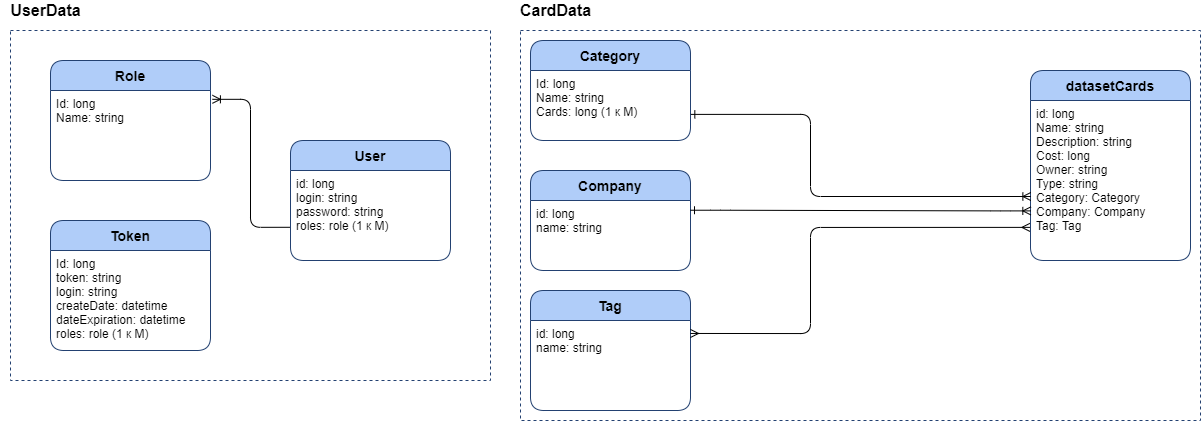 UserData
Role
Id: long
Name: string
User
id: long
login: string
password: string
roles: role (1 к М)
Token
Id: long
token: string
login: string
createDate: datetime
dateExpiration: datetime
roles: role (1 к М)
CardData
Category
Id: long
Name: string
Cards: long (1 к М)
Company
id: long
name: string
Tag
id: long
name: string
datasetCards
id: long
Name: string
Description: string
Cost: long
Owner: string
Type: string
Category: Category
Company: Company
Tag: Tag